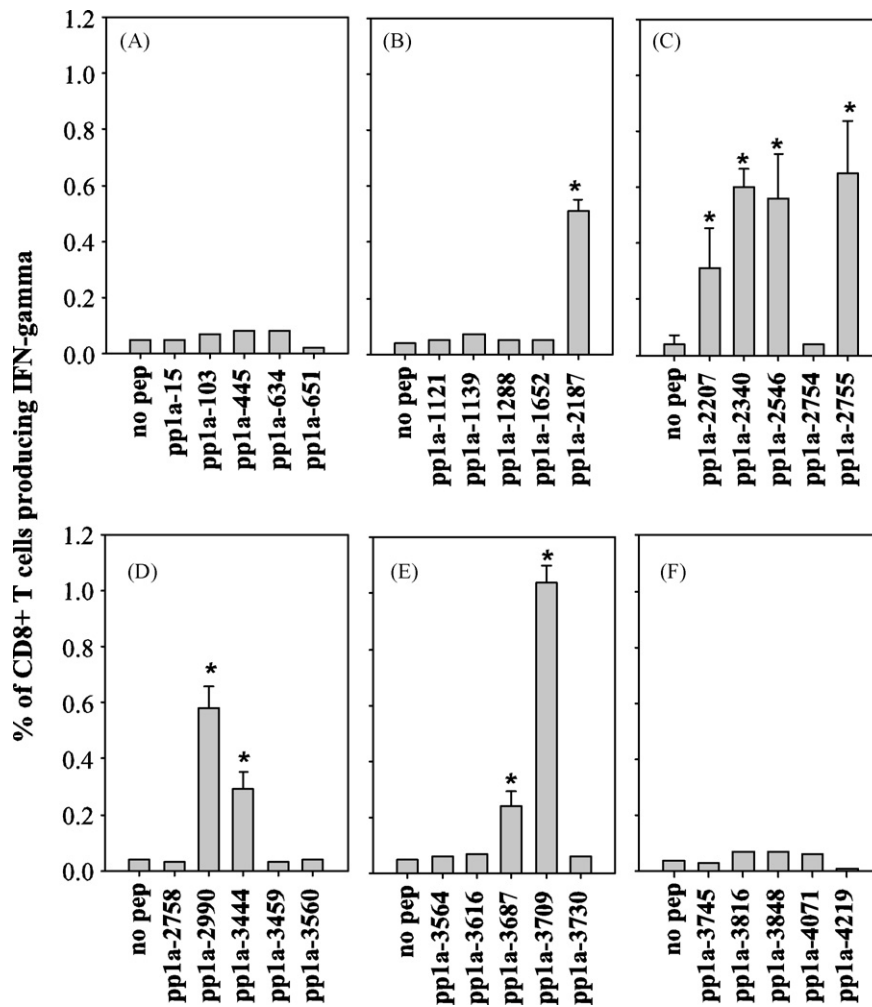 % of CD8+ T cells producing IFN-gamma
(A)
1.2
1.0
0.8
0.6
0.4
0.2
0.0
no pep
pp1a-15
pp1a-103
pp1a-445
pp1a-634
pp1a-651
(B)
*
no pep
pp1a-1121
pp1a-1139
pp1a-1288
pp1a-1652
pp1a-2187
(C)
*
*
*
*
no pep
pp1a-2207
pp1a-2340
pp1a-2546
pp1a-2754
pp1a-2755
(D)
1.2
1.0
0.8
0.6
0.4
0.2
0.0
*
*
no pep
pp1a-2758
pp1a-2990
pp1a-3444
pp1a-3459
pp1a-3560
(E)
*
*
no pep
pp1a-3564
pp1a-3616
pp1a-3687
pp1a-3709
pp1a-3730
(F)
no pep
pp1a-3745
pp1a-3816
pp1a-3848
pp1a-4071
pp1a-4219